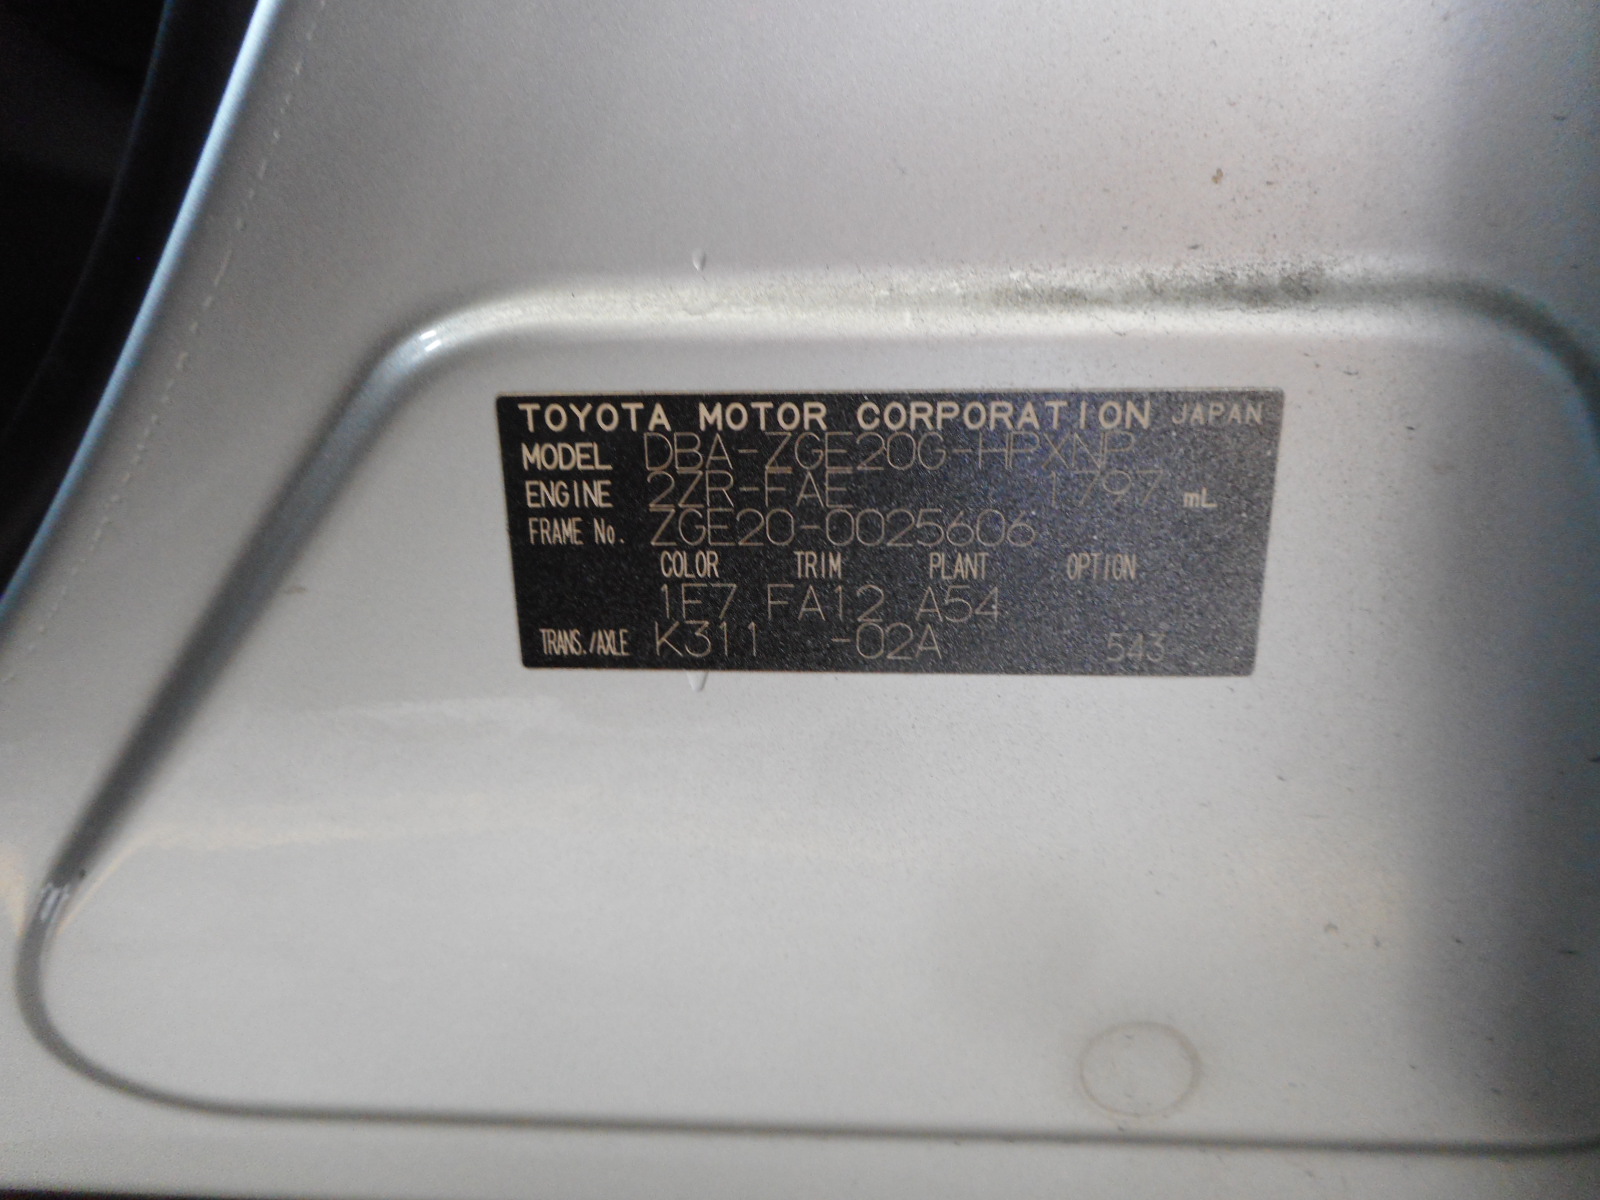 TOYOTA MOTOR CORPORATION JAPAN
MODEL DBA-ZGE20G-HPXNP
ENGINE 2ZR-FAE 1797 mL
FRAME No. ZGE20-0025606
COLOR TRIM PLANT OPTION
1F7 FA12 A54
TRANS./AXLE K311 -02A 543